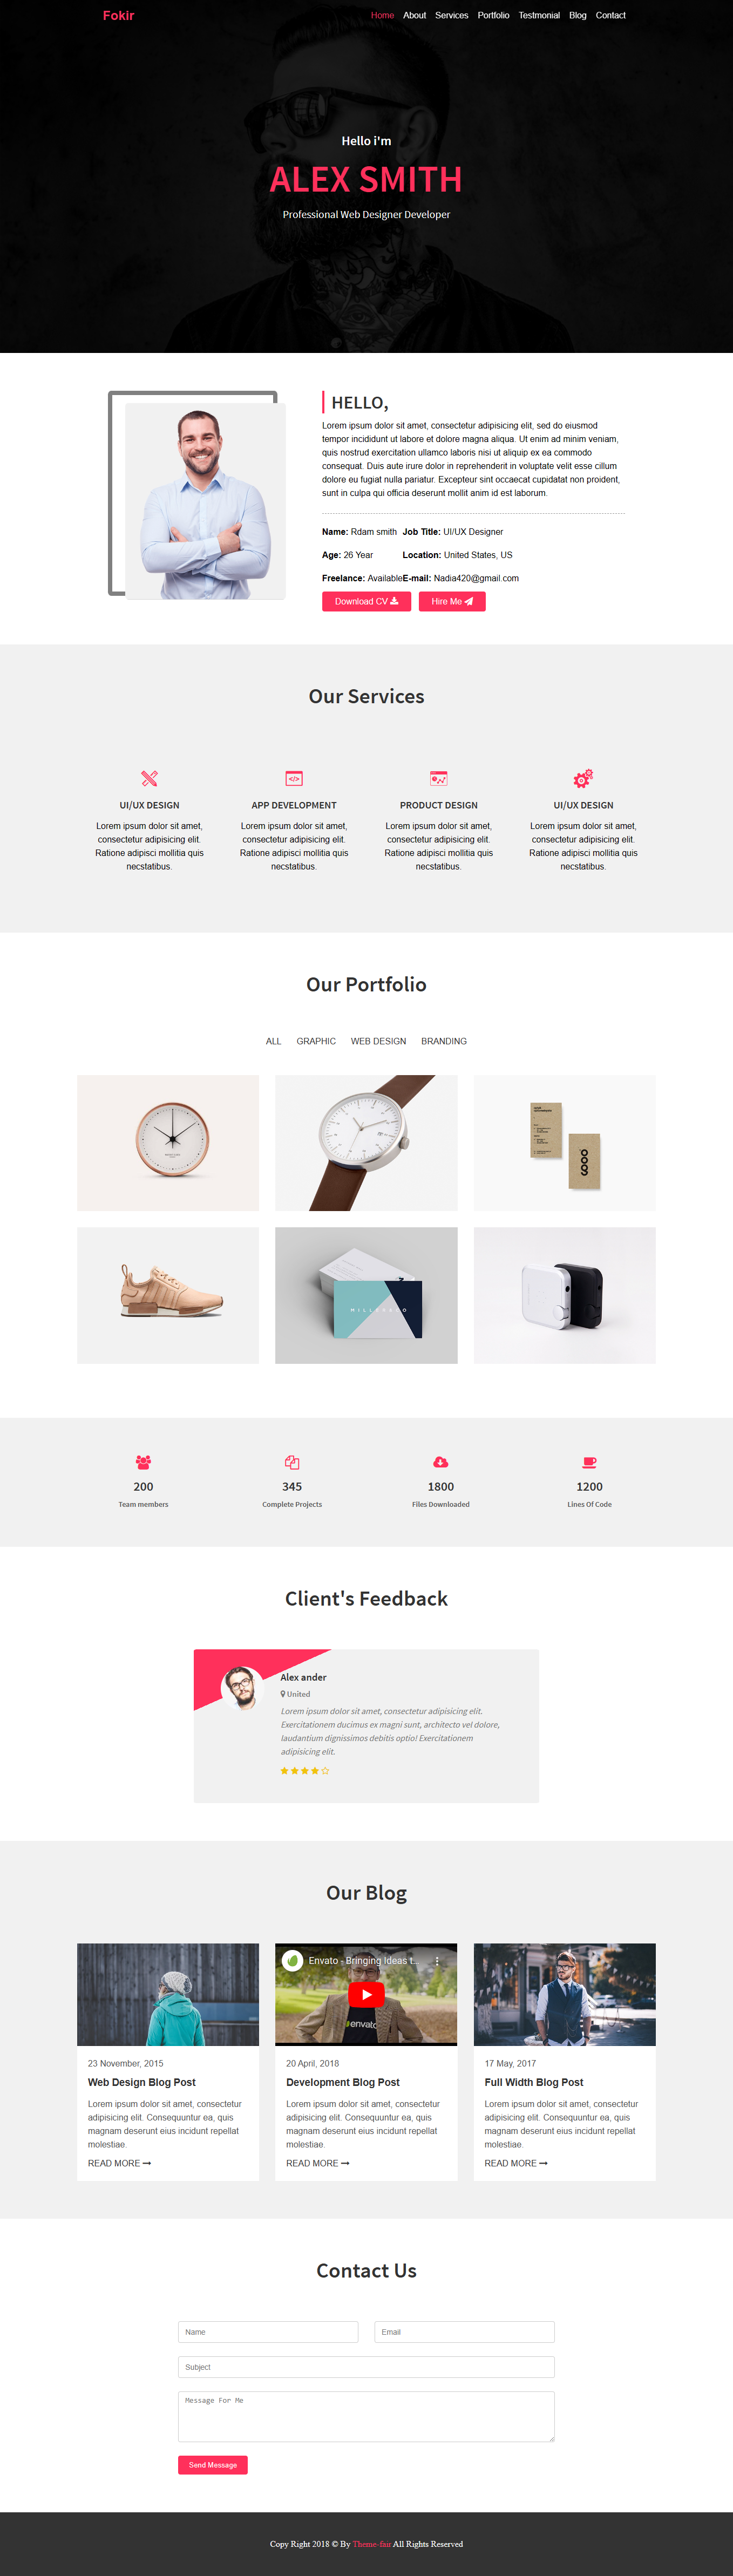 Fokir
Home About Services Portfolio Testmonial Blog Contact
Hello i'm
ALEX SMITH
Professional Web Designer Developer
HELLO,
Lorem ipsum dolor sit amet, consectetur adipisicing elit, sed do eiusmod
tempor incididunt ut labore et dolore magna aliqua. Ut enim ad minim veniam,
quis nostrud exercitation ullamco laboris nisi ut aliquip ex ea commodo
consequat. Duis aute irure dolor in reprehenderit in voluptate velit esse cillum
dolore eu fugiat nulla pariatur. Excepteur sint occaecat cupidatat non proident,
sunt in culpa qui officia deserunt mollit anim id est laborum.
Name: Rdam smith Job Title: UI/UX Designer
Age: 26 Year Location: United States, US
Freelance: AvailableE-mail: Nadia420@gmail.com
Download CV Hire Me
Our Services
UI/UX DESIGN
Lorem ipsum dolor sit amet,
consectetur adipisicing elit.
Ratione adipisci mollitia quis
necstatibus.
APP DEVELOPMENT
Lorem ipsum dolor sit amet,
consectetur adipisicing elit.
Ratione adipisci mollitia quis
necstatibus.
PRODUCT DESIGN
Lorem ipsum dolor sit amet,
consectetur adipisicing elit.
Ratione adipisci mollitia quis
necstatibus.
UI/UX DESIGN
Lorem ipsum dolor sit amet,
consectetur adipisicing elit.
Ratione adipisci mollitia quis
necstatibus.
Our Portfolio
ALL GRAPHIC WEB DESIGN BRANDING
200
Team members
345
Complete Projects
1800
Files Downloaded
1200
Lines Of Code
Client's Feedback
Alex ander
United
Lorem ipsum dolor sit amet, consectetur adipisicing elit.
Exercitationem ducimus ex magni sunt, architecto vel dolore,
laudantium dignissimos debitis optio! Exercitationem
adipisicing elit.
Our Blog
23 November, 2015
Web Design Blog Post
Lorem ipsum dolor sit amet, consectetur
adipisicing elit. Consequuntur ea, quis
magnam deserunt eius incidunt repellat
molestiae.
READ MORE
Envato - Bringing Ideas t...
envato
20 April, 2018
Development Blog Post
Lorem ipsum dolor sit amet, consectetur
adipisicing elit. Consequuntur ea, quis
magnam deserunt eius incidunt repellat
molestiae.
READ MORE
17 May, 2017
Full Width Blog Post
Lorem ipsum dolor sit amet, consectetur
adipisicing elit. Consequuntur ea, quis
magnam deserunt eius incidunt repellat
molestiae.
READ MORE
Contact Us
Name Email
Subject
Message For Me
Send Message
Copy Right 2018 © By Theme-fair All Rights Reserved